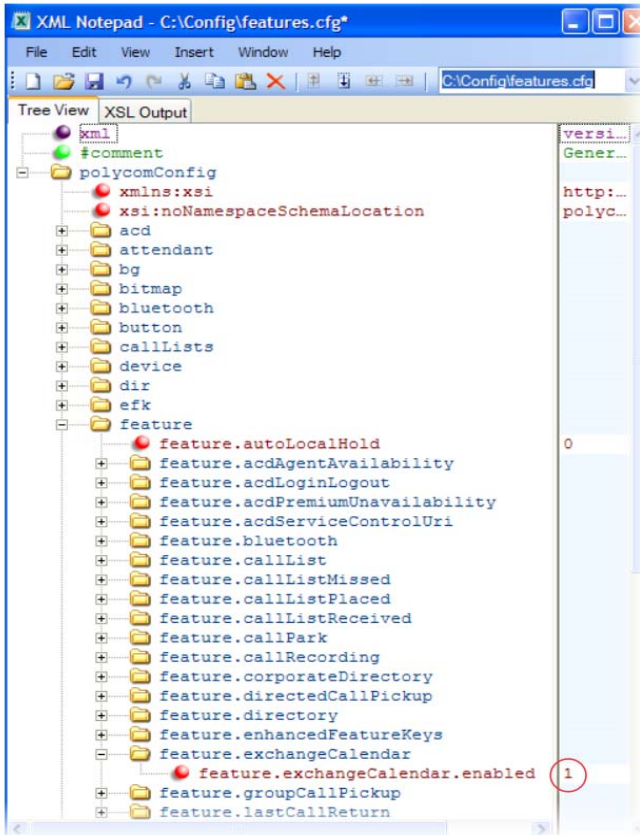 XML Notepad - C:\Config\features.cfg*
File Edit View Insert Window Help
C:\Config\features.cfg
Tree View XSL Output
xml versi...
#comment Gener...
polycomConfig
xmlns:xsi http:...
xsi:noNamespaceSchemaLocation polyc...
acd
attendant
bg
bitmap
bluetooth
button
callLists
device
dir
efk
feature
feature.autoLocalHold 0
feature.acdAgentAvailability
feature.acdLoginLogout
feature.acdPremiumUnavailability
feature.acdServiceControlUri
feature.bluetooth
feature.callList
feature.callListMissed
feature.callListPlaced
feature.callListReceived
feature.callPark
feature.callRecording
feature.corporateDirectory
feature.directedCallPickup
feature.directory
feature.enhancedFeatureKeys
feature.exchangeCalendar
feature.exchangeCalendar.enabled 1
feature.groupCallPickup
feature.lastCallReturn